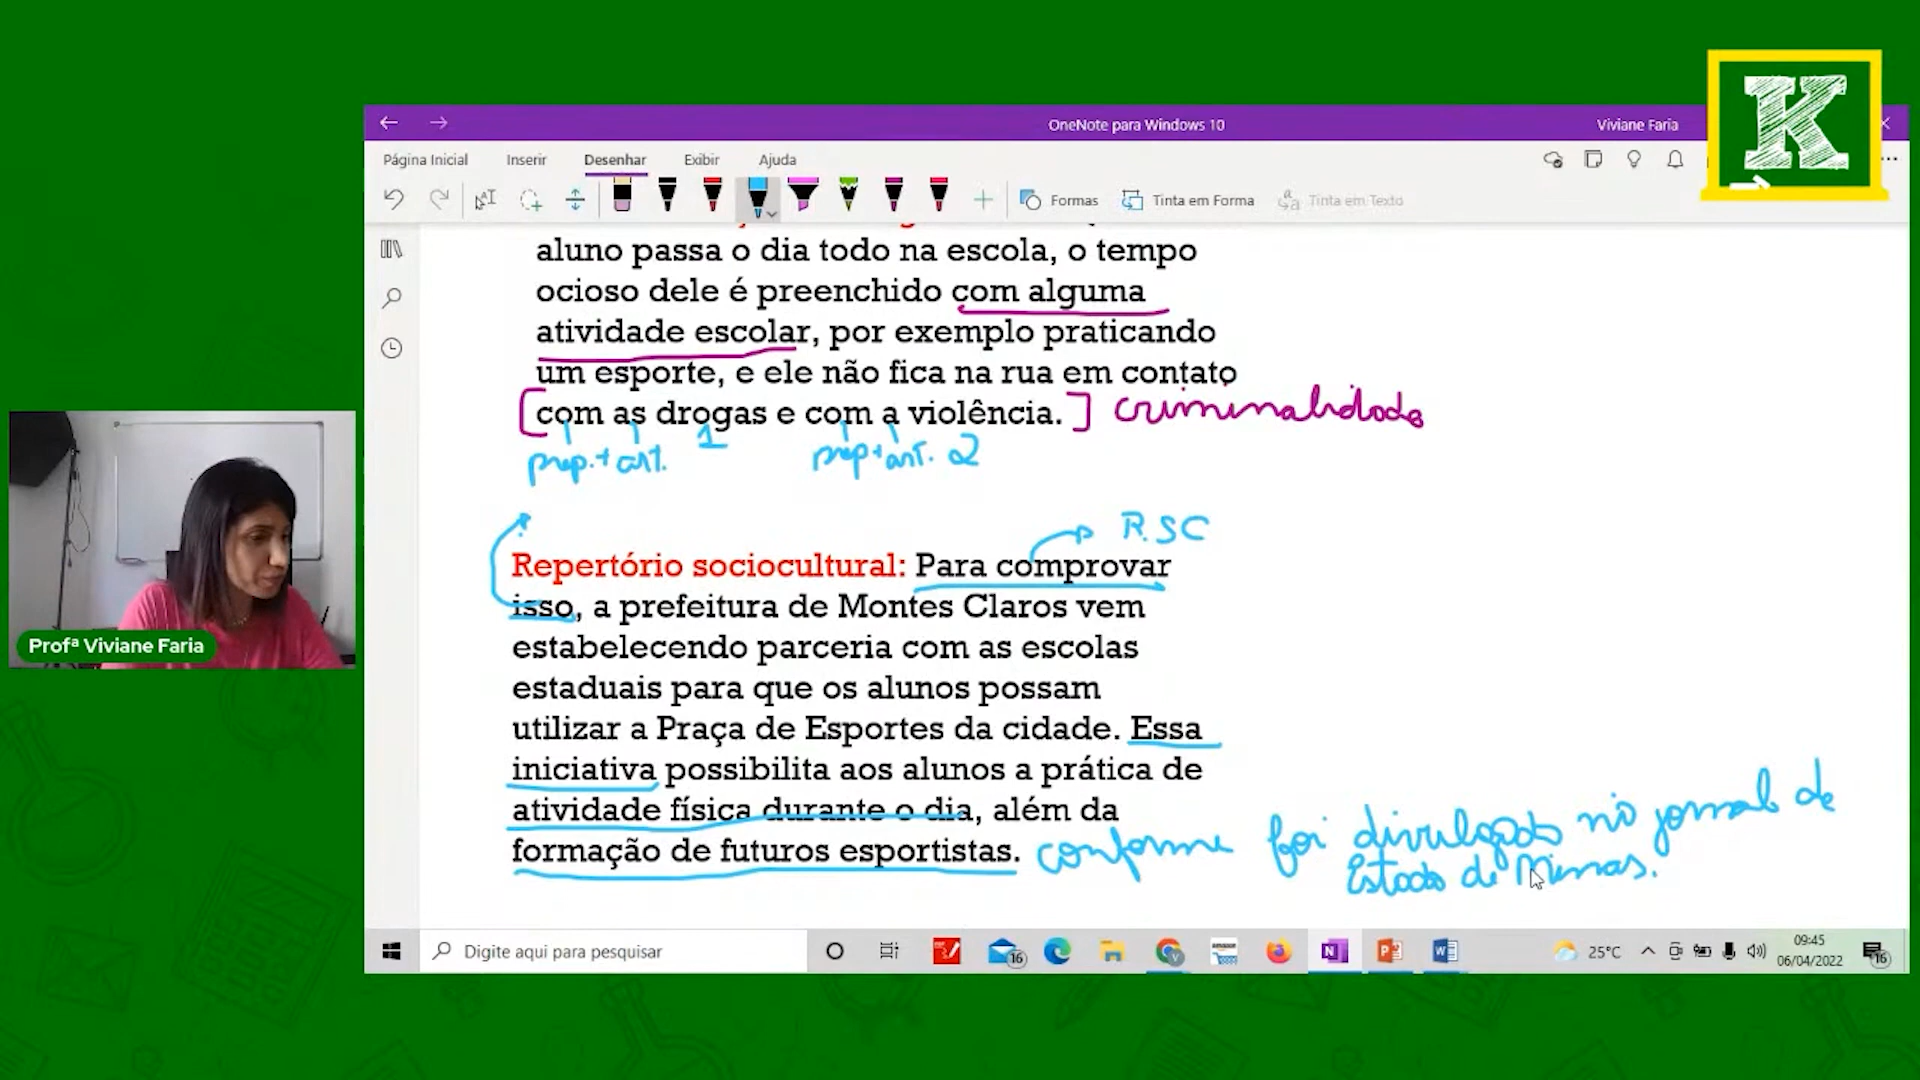 K
OneNote para Windows 10
Viviane Faria
Página Inicial Inserir Desenhar Exibir Ajuda
Formas Tinta em Forma Tinta em Texto
aluno passa o dia todo na escola, o tempo
ocioso dele é preenchido com alguma
atividade escolar, por exemplo praticando
um esporte, e ele não fica na rua em contato
[com as drogas e com a violência.] criminalidade
prep. + art. 1 prep + art. 2
R.SC
Repertório sociocultural: Para comprovar
isso, a prefeitura de Montes Claros vem
estabelecendo parceria com as escolas
estaduais para que os alunos possam
utilizar a Praça de Esportes da cidade. Essa
iniciativa possibilita aos alunos a prática de
atividade física durante o dia, além da
formação de futuros esportistas. conforme foi divulgado no jornal de
Estado de Minas.
Profª Viviane Faria
Digite aqui para pesquisar
16
25°C
09:45
06/04/2022
16